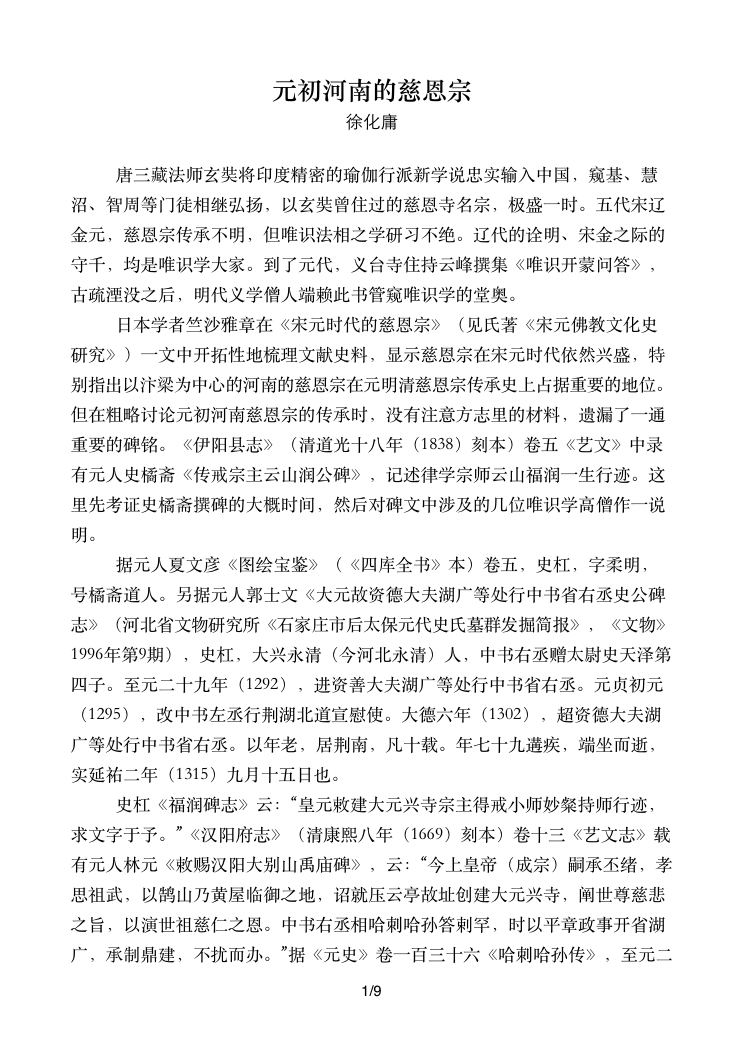 元初河南的慈恩宗
徐化庸
唐三藏法师玄奘将印度精密的瑜伽行派新学说忠实输入中国，窥基、慧
沼、智周等门徒相继弘扬，以玄奘曾住过的慈恩寺名宗，极盛一时。五代宋辽
金元，慈恩宗传承不明，但唯识法相之学研习不绝。辽代的诠明、宋金之际的
守千，均是唯识学大家。到了元代，义台寺住持云峰撰集《唯识开蒙问答》，
古疏湮没之后，明代义学僧人端赖此书管窥唯识学的堂奥。
日本学者竺沙雅章在《宋元时代的慈恩宗》（见氏著《宋元佛教文化史
研究》）一文中开拓性地梳理文献史料，显示慈恩宗在宋元时代依然兴盛，特
别指出以汴梁为中心的河南的慈恩宗在元明清慈恩宗传承史上占据重要的地位。
但在粗略讨论元初河南慈恩宗的传承时，没有注意方志里的材料，遗漏了一通
重要的碑铭。《伊阳县志》（清道光十八年（1838）刻本）卷五《艺文》中录
有元人史橘斋《传戒宗主云山润公碑》，记述律学宗师云山福润一生行迹。这
里先考证史橘斋撰碑的大概时间，然后对碑文中涉及的几位唯识学高僧作一说
明。
据元人夏文彦《图绘宝鉴》（《四库全书》本）卷五，史杠，字柔明，
号橘斋道人。另据元人郭士文《大元故资德大夫湖广等处行中书省右丞史公碑
志》（河北省文物研究所《石家庄市后太保元代史氏墓群发掘简报》，《文物》
1996年第9期），史杠，大兴永清（今河北永清）人，中书右丞赠太尉史天泽第
四子。至元二十九年（1292），进资善大夫湖广等处行中书省右丞。元贞初元
（1295），改中书左丞行荆湖北道宣慰使。大德六年（1302），超资德大夫湖
广等处行中书省右丞。以年老，居荆南，凡十载。年七十九遘疾，端坐而逝，
实延祐二年（1315）九月十五日也。
史杠《福润碑志》云：“皇元敕建大元兴寺宗主得戒小师妙粲持师行迹，
求文字于予。”《汉阳府志》（清康熙八年（1669）刻本）卷十三《艺文志》载
有元人林元《敕赐汉阳大别山禹庙碑》，云：“今上皇帝（成宗）嗣承丕绪，孝
思祖武，以鹄山乃黄屋临御之地，诏就压云亭故址创建大元兴寺，阐世尊慈悲
之旨，以演世祖慈仁之恩。中书右丞相哈剌哈孙答剌罕，时以平章政事开省湖
广，承制鼎建，不扰而办。”据《元史》卷一百三十六《哈剌哈孙传》，至元二
1/9